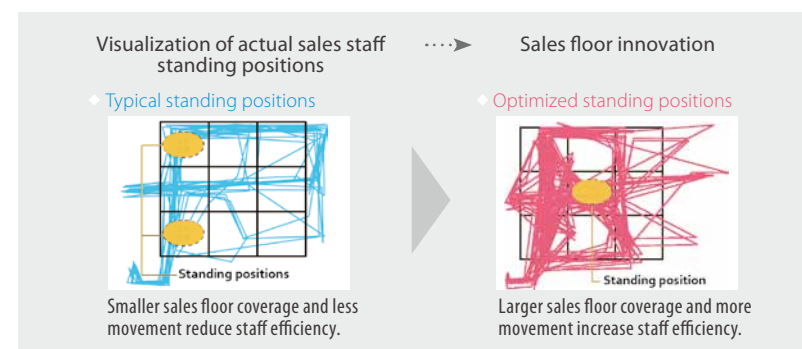 Visualization of actual sales staff
standing positions
Sales floor innovation
Typical standing positions
Standing positions
Smaller sales floor coverage and less
movement reduce staff efficiency.
Optimized standing positions
Standing position
Larger sales floor coverage and more
movement increase staff efficiency.